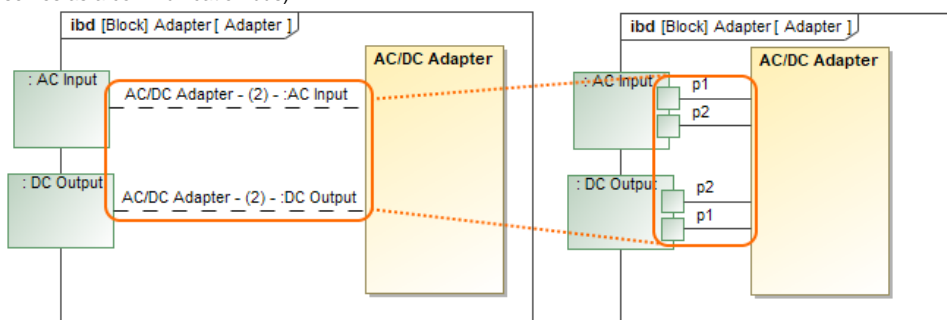 ibd [Block] Adapter [ Adapter ]
AC/DC Adapter
: AC Input
AC/DC Adapter - (2) - :AC Input
: DC Output
AC/DC Adapter - (2) - :DC Output
ibd [Block] Adapter [ Adapter ]
AC/DC Adapter
: AC Input
p1
p2
: DC Output
p2
p1